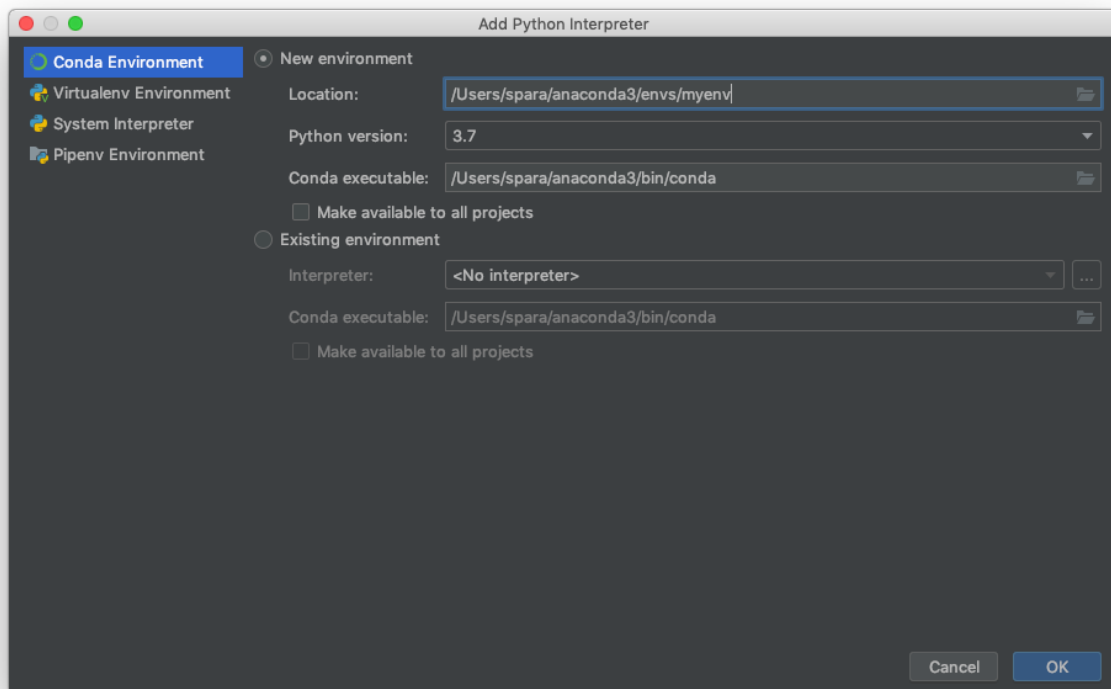 Add Python Interpreter
Conda Environment
Virtualenv Environment
System Interpreter
Pipenv Environment
New environment
Location: /Users/spara/anaconda3/envs/myenv
Python version: 3.7
Conda executable: /Users/spara/anaconda3/bin/conda
Make available to all projects
Existing environment
Interpreter: <No interpreter> ...
Conda executable: /Users/spara/anaconda3/bin/conda
Make available to all projects
Cancel OK